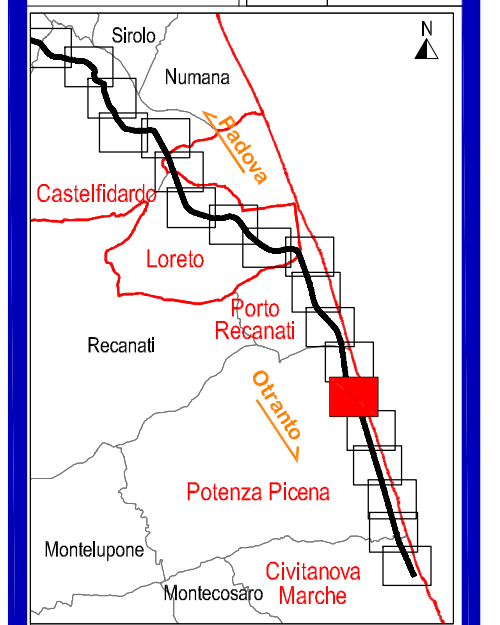 Sirolo
N
Numana
Padova
Castelfidardo
Loreto
Porto
Recanati
Recanati
Otranto
Potenza Picena
Montelupone
Civitanova
Marche
Montecosaro